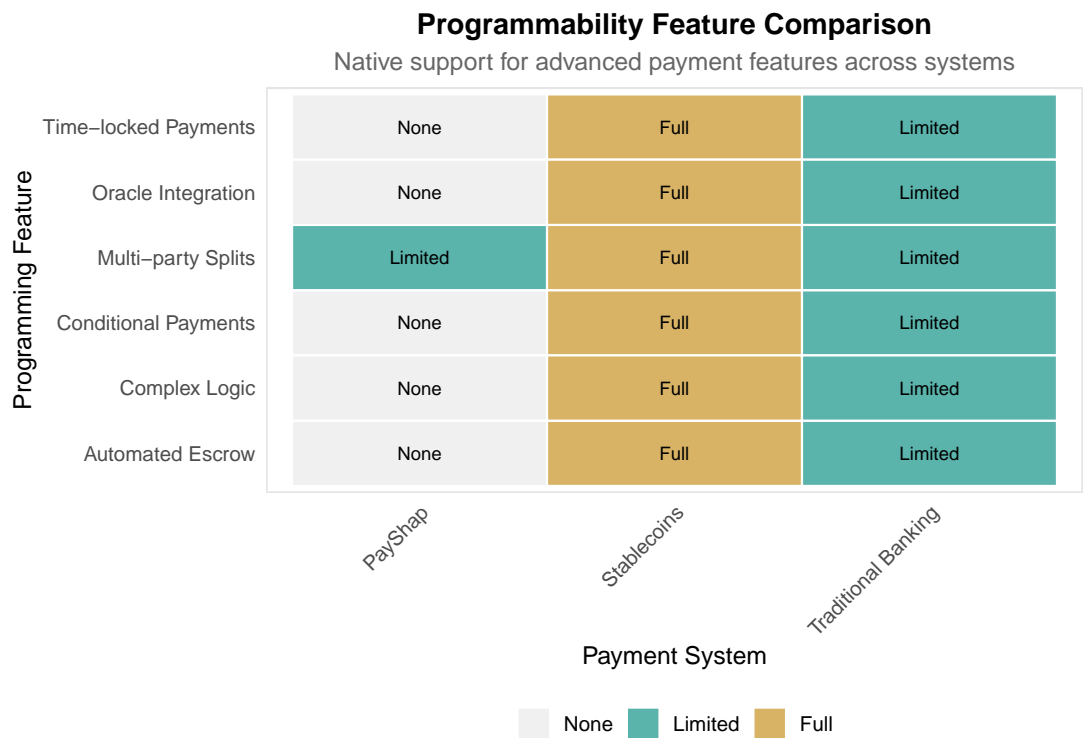 Programmability Feature Comparison
Native support for advanced payment features across systems
Programming Feature
Time−locked Payments None Full Limited
Oracle Integration None Full Limited
Multi−party Splits Limited Full Limited
Conditional Payments None Full Limited
Complex Logic None Full Limited
Automated Escrow None Full Limited
PayShap Stablecoins Traditional Banking
Payment System
None Limited Full